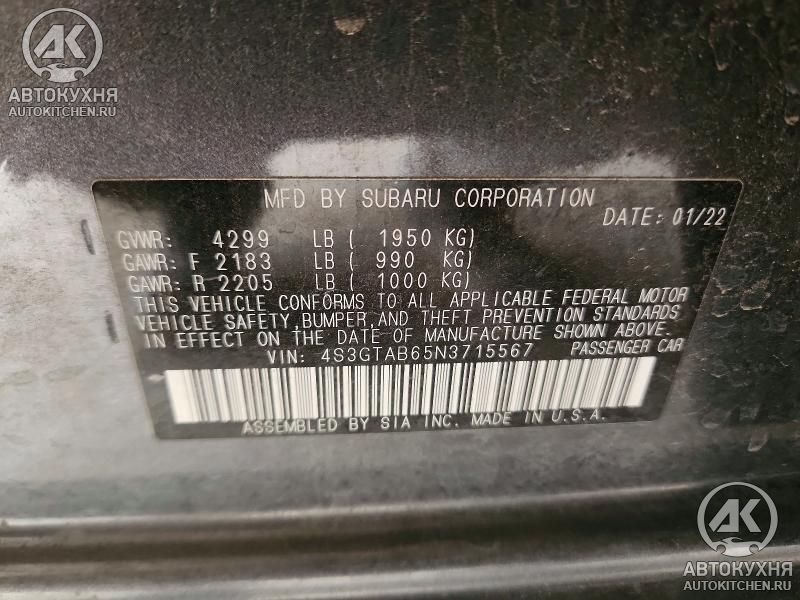 АК
АВТОКУХНЯ
AUTOKITCHEN.RU
MFD BY SUBARU CORPORATION
DATE: 01/22
GVWR: 4299 LB ( 1950 KG)
GAWR: F 2183 LB ( 990 KG)
GAWR: R 2205 LB ( 1000 KG)
THIS VEHICLE CONFORMS TO ALL APPLICABLE FEDERAL MOTOR
VEHICLE SAFETY, BUMPER, AND THEFT PREVENTION STANDARDS
IN EFFECT ON THE DATE OF MANUFACTURE SHOWN ABOVE.
VIN: 4S3GTAB65N3715567 PASSENGER CAR
ASSEMBLED BY SIA INC. MADE IN U.S.A.
АК
АВТОКУХНЯ
AUTOKITCHEN.RU